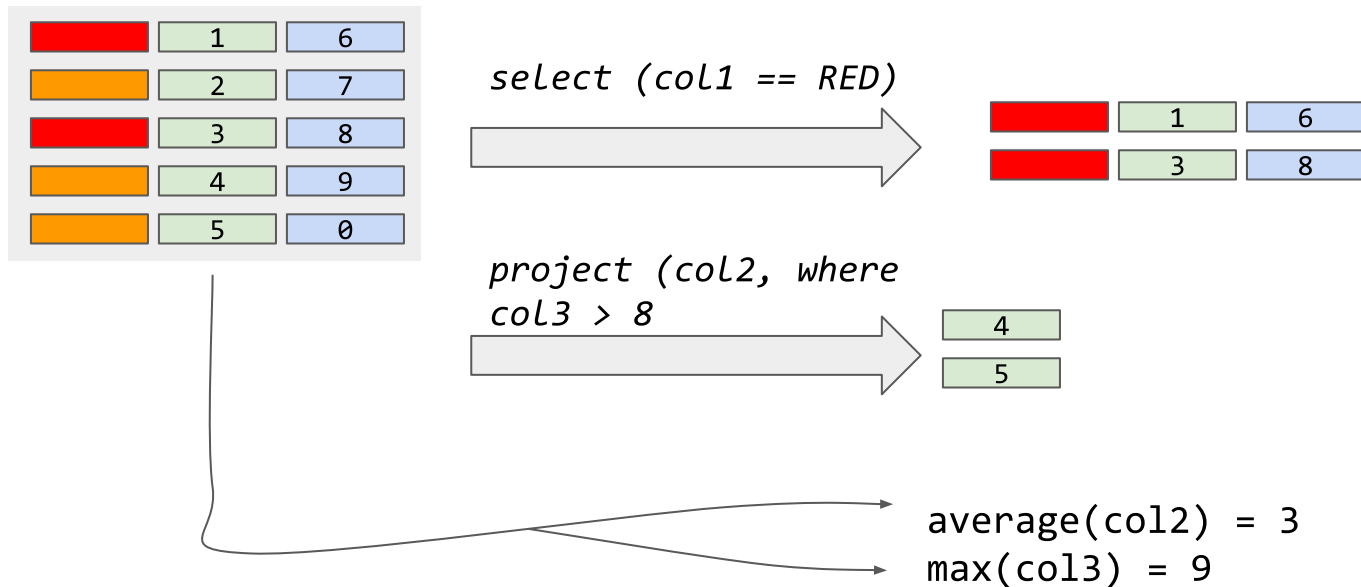 1 6
2 7
3 8
4 9
5 0
select (col1 == RED)
1 6
3 8
project (col2, where
col3 > 8
4
5
average(col2) = 3
max(col3) = 9